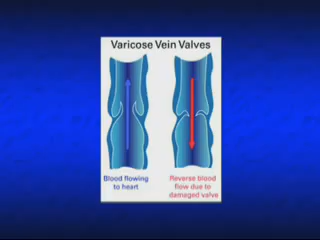 Varicose Vein Valves
Blood flowing
to heart
Reverse blood
flow due to
damaged valve